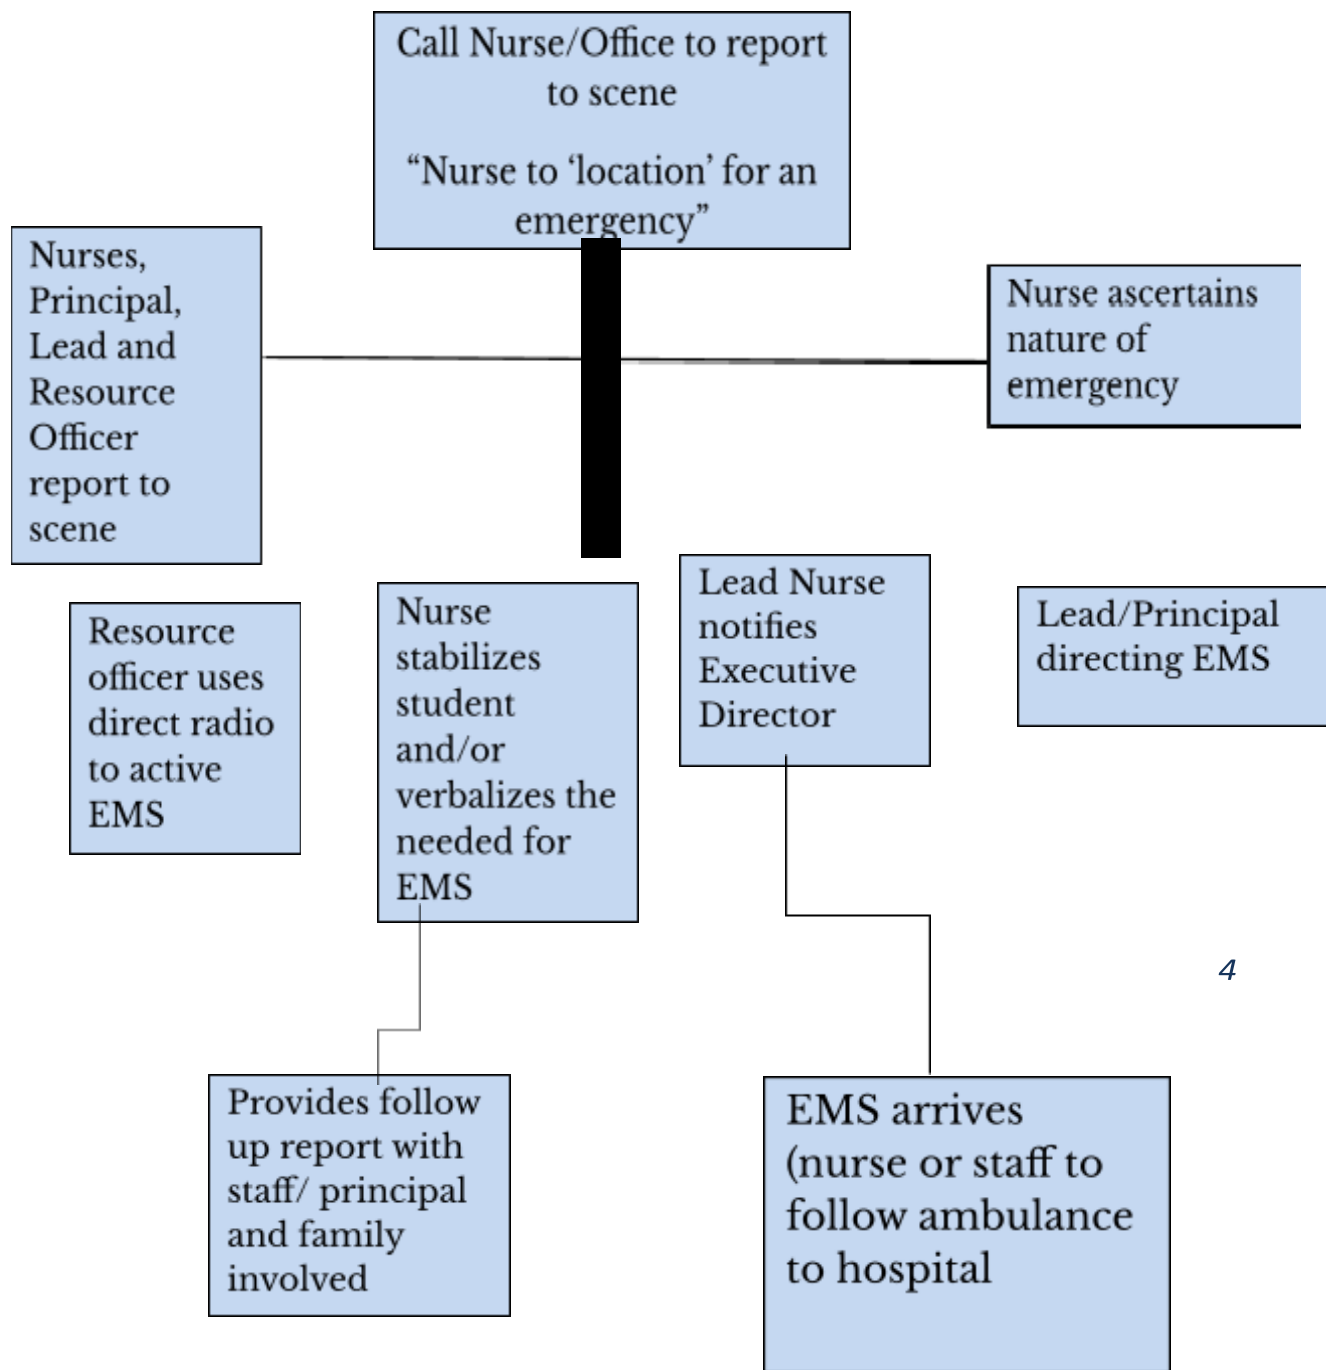 Call Nurse/Office to report
to scene
“Nurse to ‘location’ for an
emergency”
Nurses,
Principal,
Lead and
Resource
Officer
report to
scene
Nurse ascertains
nature of
emergency
Resource
officer uses
direct radio
to active
EMS
Nurse
stabilizes
student
and/or
verbalizes the
needed for
EMS
Lead Nurse
notifies
Executive
Director
Lead/Principal
directing EMS
4
Provides follow
up report with
staff/ principal
and family
involved
EMS arrives
(nurse or staff to
follow ambulance
to hospital